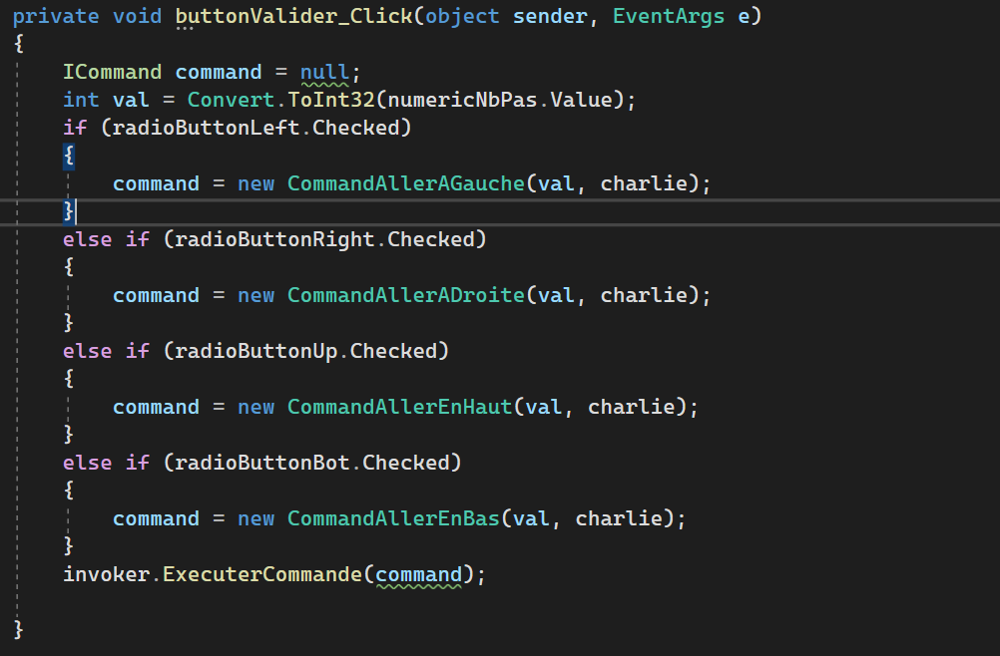 private void buttonValider_Click(object sender, EventArgs e)
{
    ICommand command = null;
    int val = Convert.ToInt32(numericNbPas.Value);
    if (radioButtonLeft.Checked)
    {
        command = new CommandAllerAGauche(val, charlie);
    }
    else if (radioButtonRight.Checked)
    {
        command = new CommandAllerADroite(val, charlie);
    }
    else if (radioButtonUp.Checked)
    {
        command = new CommandAllerEnHaut(val, charlie);
    }
    else if (radioButtonBot.Checked)
    {
        command = new CommandAllerEnBas(val, charlie);
    }
    invoker.ExecuterCommande(command);
}